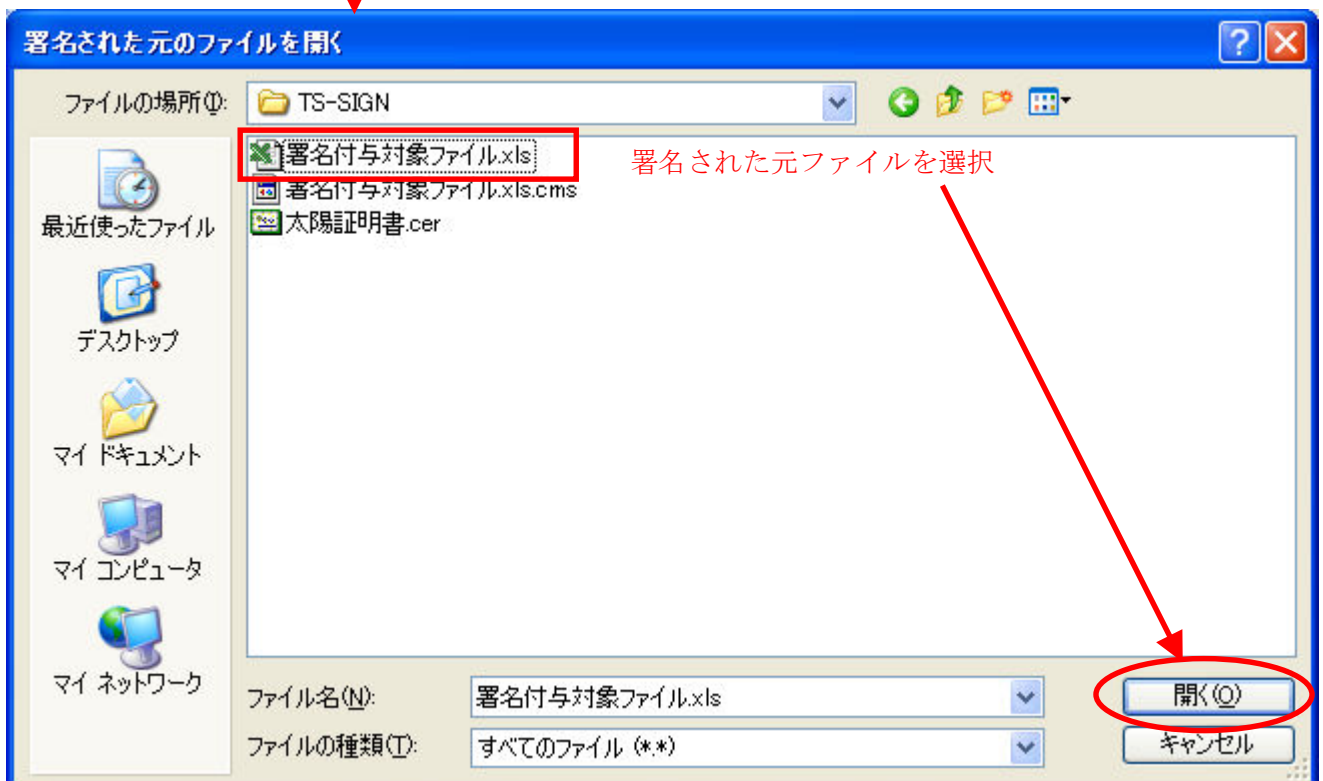 署名された元のファイルを開く
ファイルの場所(I):
TS-SIGN
署名付与対象ファイル.xls
署名されたた元ファイルを選択
署名付与対象ファイル.xls.cms
太陽証明書.cer
最近使ったファイル
デスクトップ
マイ ドキュメント
マイ コンピュータ
マイ ネットワーク
ファイル名(N):
署名付与対象ファイル.xls
開く(O)
ファイルの種類(T):
すべてのファイル (*.*)
キャンセル